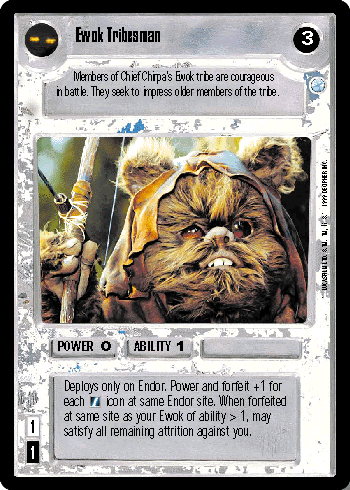 Ewok Tribesman
3
Members of Chief Chirpa's Ewok tribe are courageous
in battle. They seek to impress older members of the tribe.
POWER 0
ABILITY 1
Deploys only on Endor. Power and forfeit +1 for
each icon at same Endor site. When forfeited
at same site as your Ewok of ability > 1, may
satisfy all remaining attrition against you.
1
1